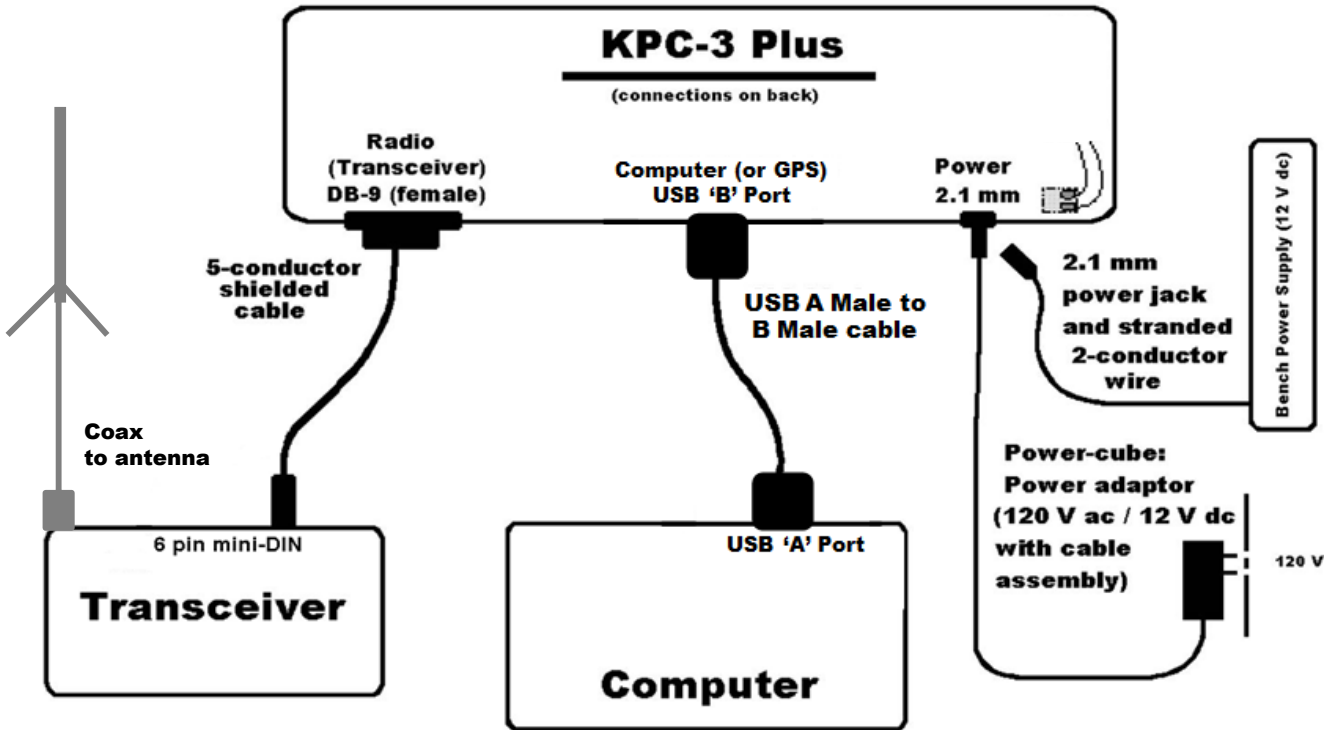 KPC-3 Plus
(connections on back)
Radio
(Transceiver)
DB-9 (female)
Computer (or GPS)
USB ‘B’ Port
Power
2.1 mm
5-conductor
shielded
cable
USB A Male to
B Male cable
2.1 mm
power jack
and stranded
2-conductor
wire
Bench Power Supply (12 V dc)
Coax
to antenna
Power-cube:
Power adaptor
(120 V ac / 12 V dc
with cable
assembly)
120 V
6 pin mini-DIN
Transceiver
USB ‘A’ Port
Computer